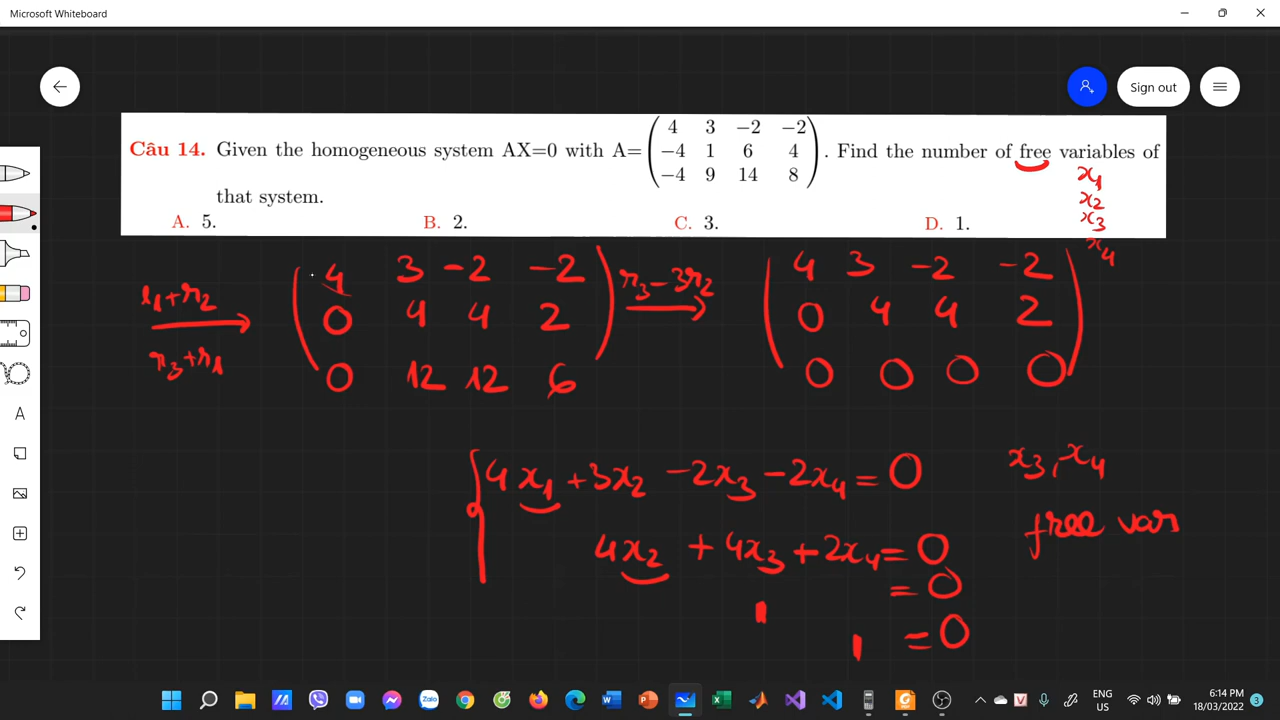 Microsoft Whiteboard
Sign out
Câu 14. Given the homogeneous system AX=0 with A= ( 4 3 −2 −2
−4 1 6 4
−4 9 14 8 ) . Find the number of free variables of
that system.
x1
x2
x3
x4
A. 5. B. 2. C. 3. D. 1.
r1+r2
r3+r1
( 4 3 −2 −2
0 4 4 2
0 12 12 6 )
r3−3r2
( 4 3 −2 −2
0 4 4 2
0 0 0 0 )
4x1 +3x2 −2x3 −2x4 = 0
4x2 + 4x3 + 2x4 = 0
= 0
= 0
x3, x4
free var
A
Zalo
V
ENG
US
6:14 PM
18/03/2022
3